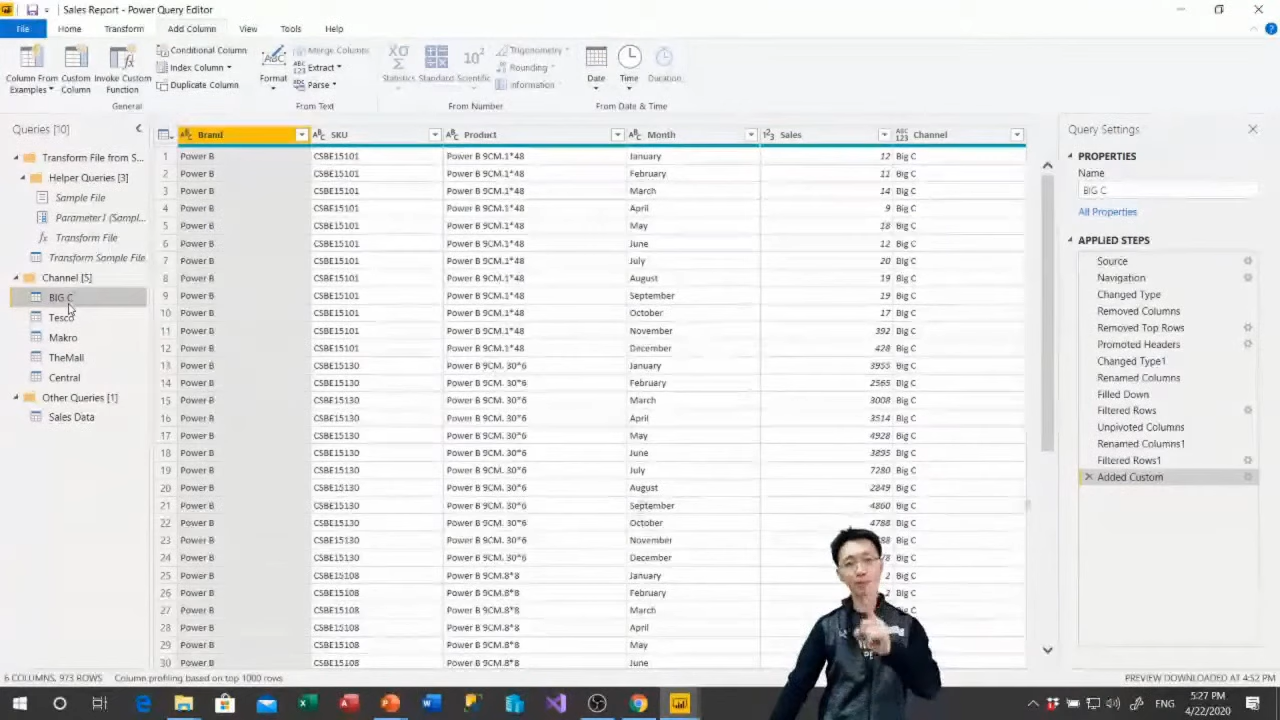 Sales Report - Power Query Editor
File Home Transform Add Column View Tools Help
Column From Examples
Custom Column
Invoke Custom Function
Conditional Column
Index Column
Duplicate Column
General
Format
Merge Columns
Extract
Parse
From Text
Statistics Standard Scientific
Trigonometry
Rounding
Information
From Number
Date Time Duration
From Date & Time
Queries [10]
Transform File from S...
Helper Queries [3]
Sample File
Parameter1 (Sampl...
Transform File
Transform Sample File
Channel [5]
BIG C
Tesco
Makro
TheMall
Central
Other Queries [1]
Sales Data
Brand SKU Product Month Sales Channel
1 Power B CSBE15101 Power B 9CM.1*48 January 12 Big C
2 Power B CSBE15101 Power B 9CM.1*48 February 11 Big C
3 Power B CSBE15101 Power B 9CM.1*48 March 14 Big C
4 Power B CSBE15101 Power B 9CM.1*48 April 9 Big C
5 Power B CSBE15101 Power B 9CM.1*48 May 18 Big C
6 Power B CSBE15101 Power B 9CM.1*48 June 12 Big C
7 Power B CSBE15101 Power B 9CM.1*48 July 20 Big C
8 Power B CSBE15101 Power B 9CM.1*48 August 19 Big C
9 Power B CSBE15101 Power B 9CM.1*48 September 19 Big C
10 Power B CSBE15101 Power B 9CM.1*48 October 17 Big C
11 Power B CSBE15101 Power B 9CM.1*48 November 392 Big C
12 Power B CSBE15101 Power B 9CM.1*48 December 428 Big C
13 Power B CSBE15130 Power B 9CM. 30*6 January 3955 Big C
14 Power B CSBE15130 Power B 9CM. 30*6 February 2565 Big C
15 Power B CSBE15130 Power B 9CM. 30*6 March 3008 Big C
16 Power B CSBE15130 Power B 9CM. 30*6 April 3514 Big C
17 Power B CSBE15130 Power B 9CM. 30*6 May 4928 Big C
18 Power B CSBE15130 Power B 9CM. 30*6 June 3895 Big C
19 Power B CSBE15130 Power B 9CM. 30*6 July 7280 Big C
20 Power B CSBE15130 Power B 9CM. 30*6 August 2849 Big C
21 Power B CSBE15130 Power B 9CM. 30*6 September 4860 Big C
22 Power B CSBE15130 Power B 9CM. 30*6 October 4788 Big C
23 Power B CSBE15130 Power B 9CM. 30*6 November Big C
24 Power B CSBE15130 Power B 9CM. 30*6 December Big C
25 Power B CSBE15108 Power B 9CM.8*8 January 2 Big C
26 Power B CSBE15108 Power B 9CM.8*8 February 2 Big C
27 Power B CSBE15108 Power B 9CM.8*8 March Big C
28 Power B CSBE15108 Power B 9CM.8*8 April Big C
29 Power B CSBE15108 Power B 9CM.8*8 May Big C
30 Power B CSBE15108 Power B 9CM.8*8 June
Query Settings
PROPERTIES
Name
BIG C
All Properties
APPLIED STEPS
Source
Navigation
Changed Type
Removed Columns
Removed Top Rows
Promoted Headers
Changed Type1
Renamed Columns
Filled Down
Filtered Rows
Unpivoted Columns
Renamed Columns1
Filtered Rows1
Added Custom
6 COLUMNS, 973 ROWS Column profiling based on top 1000 rows PREVIEW DOWNLOADED AT 4:52 PM
ENG
5:27 PM
4/22/2020